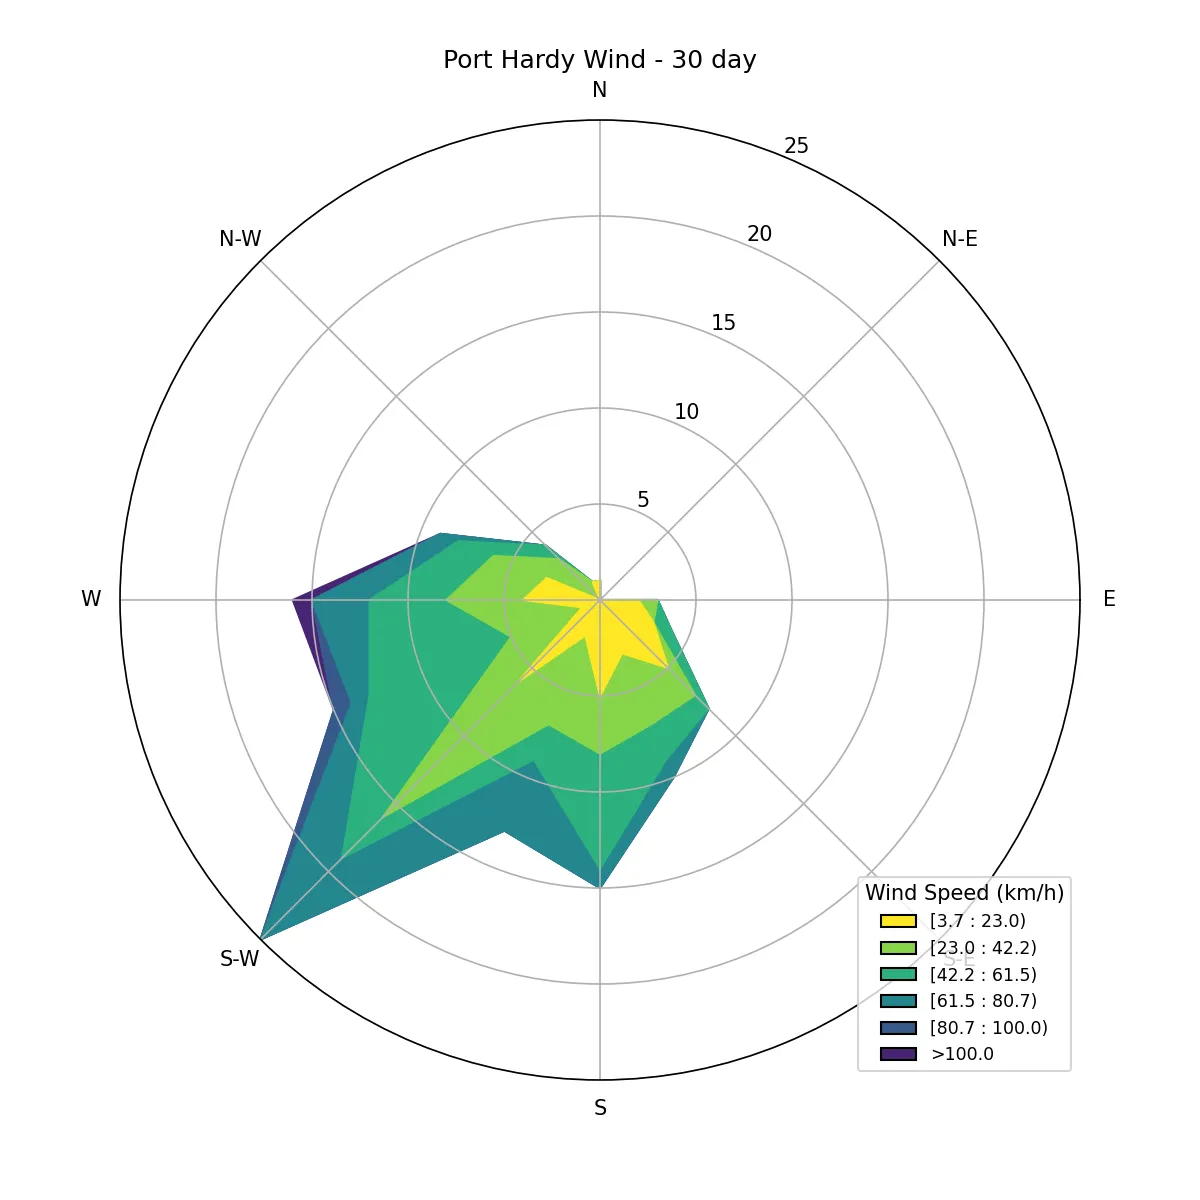 Port Hardy Wind - 30 day
N
25
N-W
N-E
20
15
10
5
W
E
S-W
S-E
S
Wind Speed (km/h)
[3.7 : 23.0)
[23.0 : 42.2)
[42.2 : 61.5)
[61.5 : 80.7)
[80.7 : 100.0)
>100.0